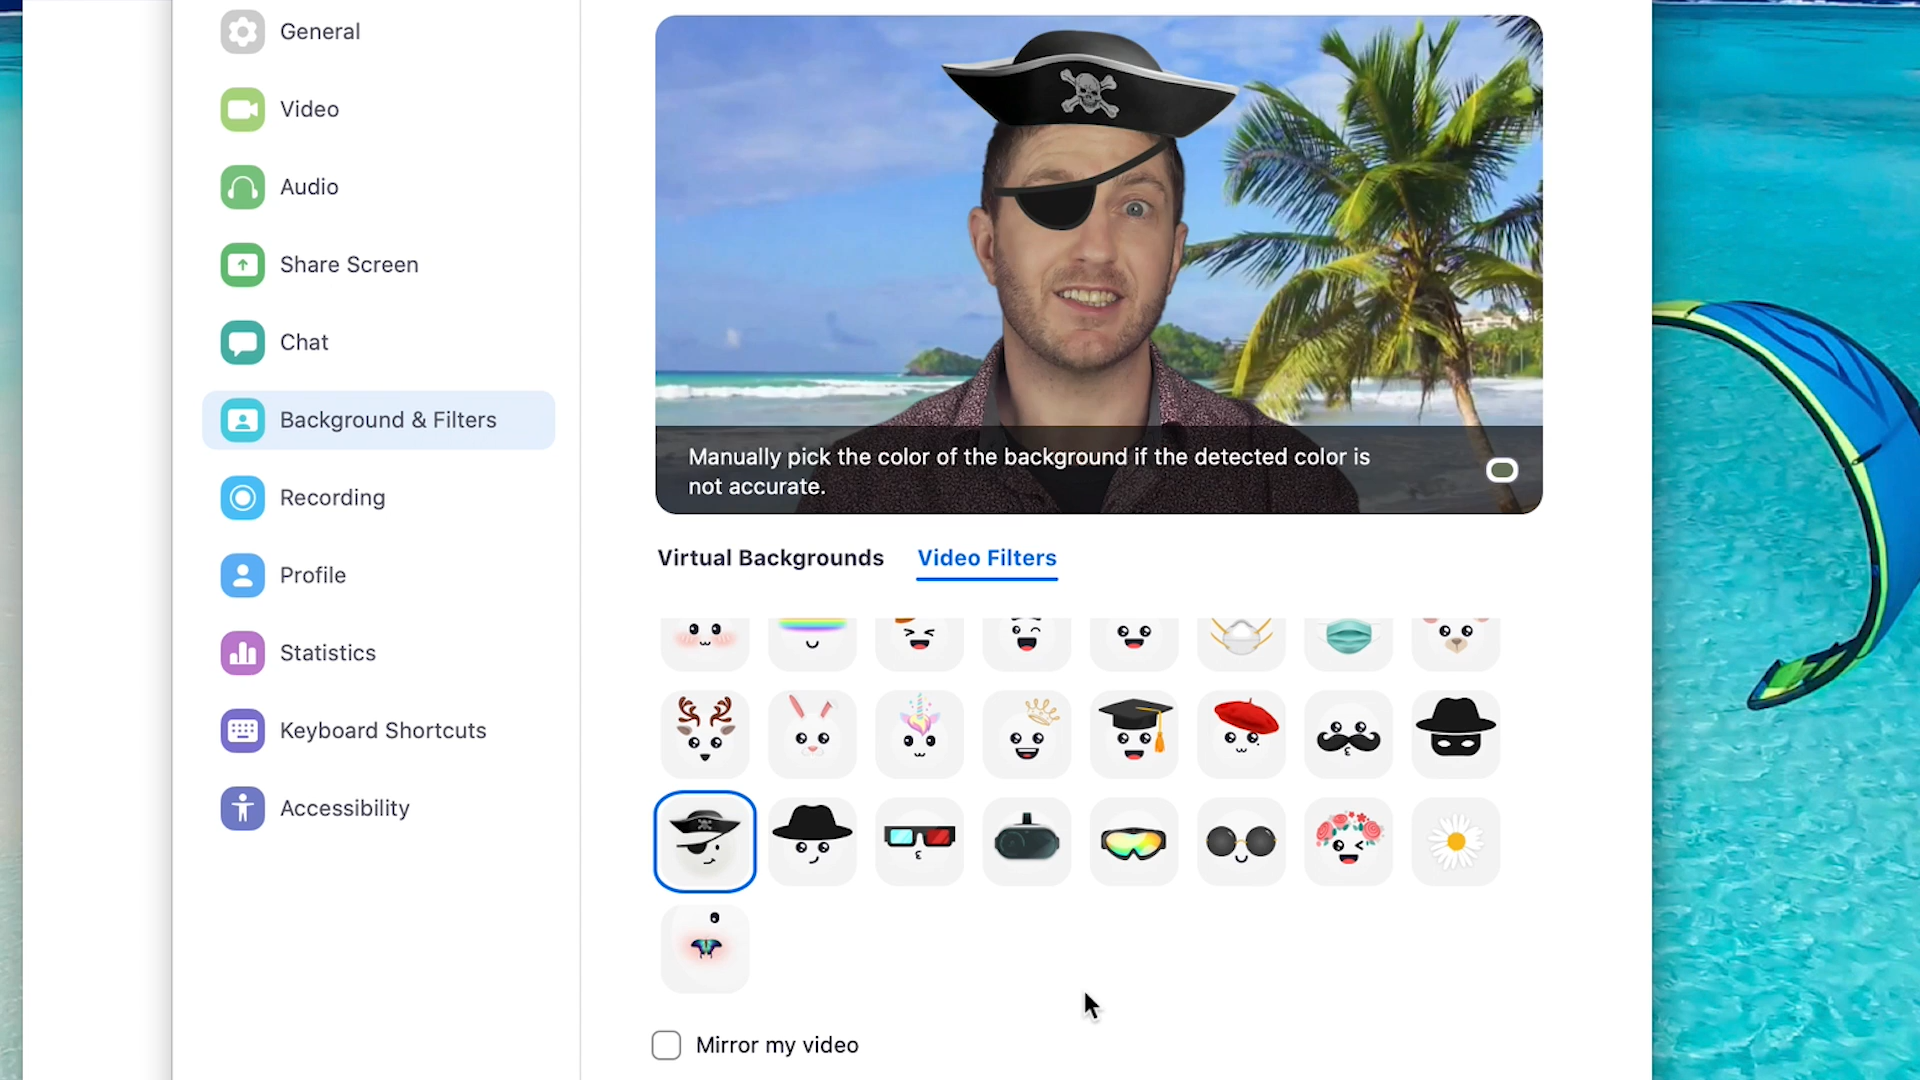 General
Video
Audio
Share Screen
Chat
Background & Filters
Recording
Profile
Statistics
Keyboard Shortcuts
Accessibility
Manually pick the color of the background if the detected color is
not accurate.
Virtual Backgrounds
Video Filters
Mirror my video